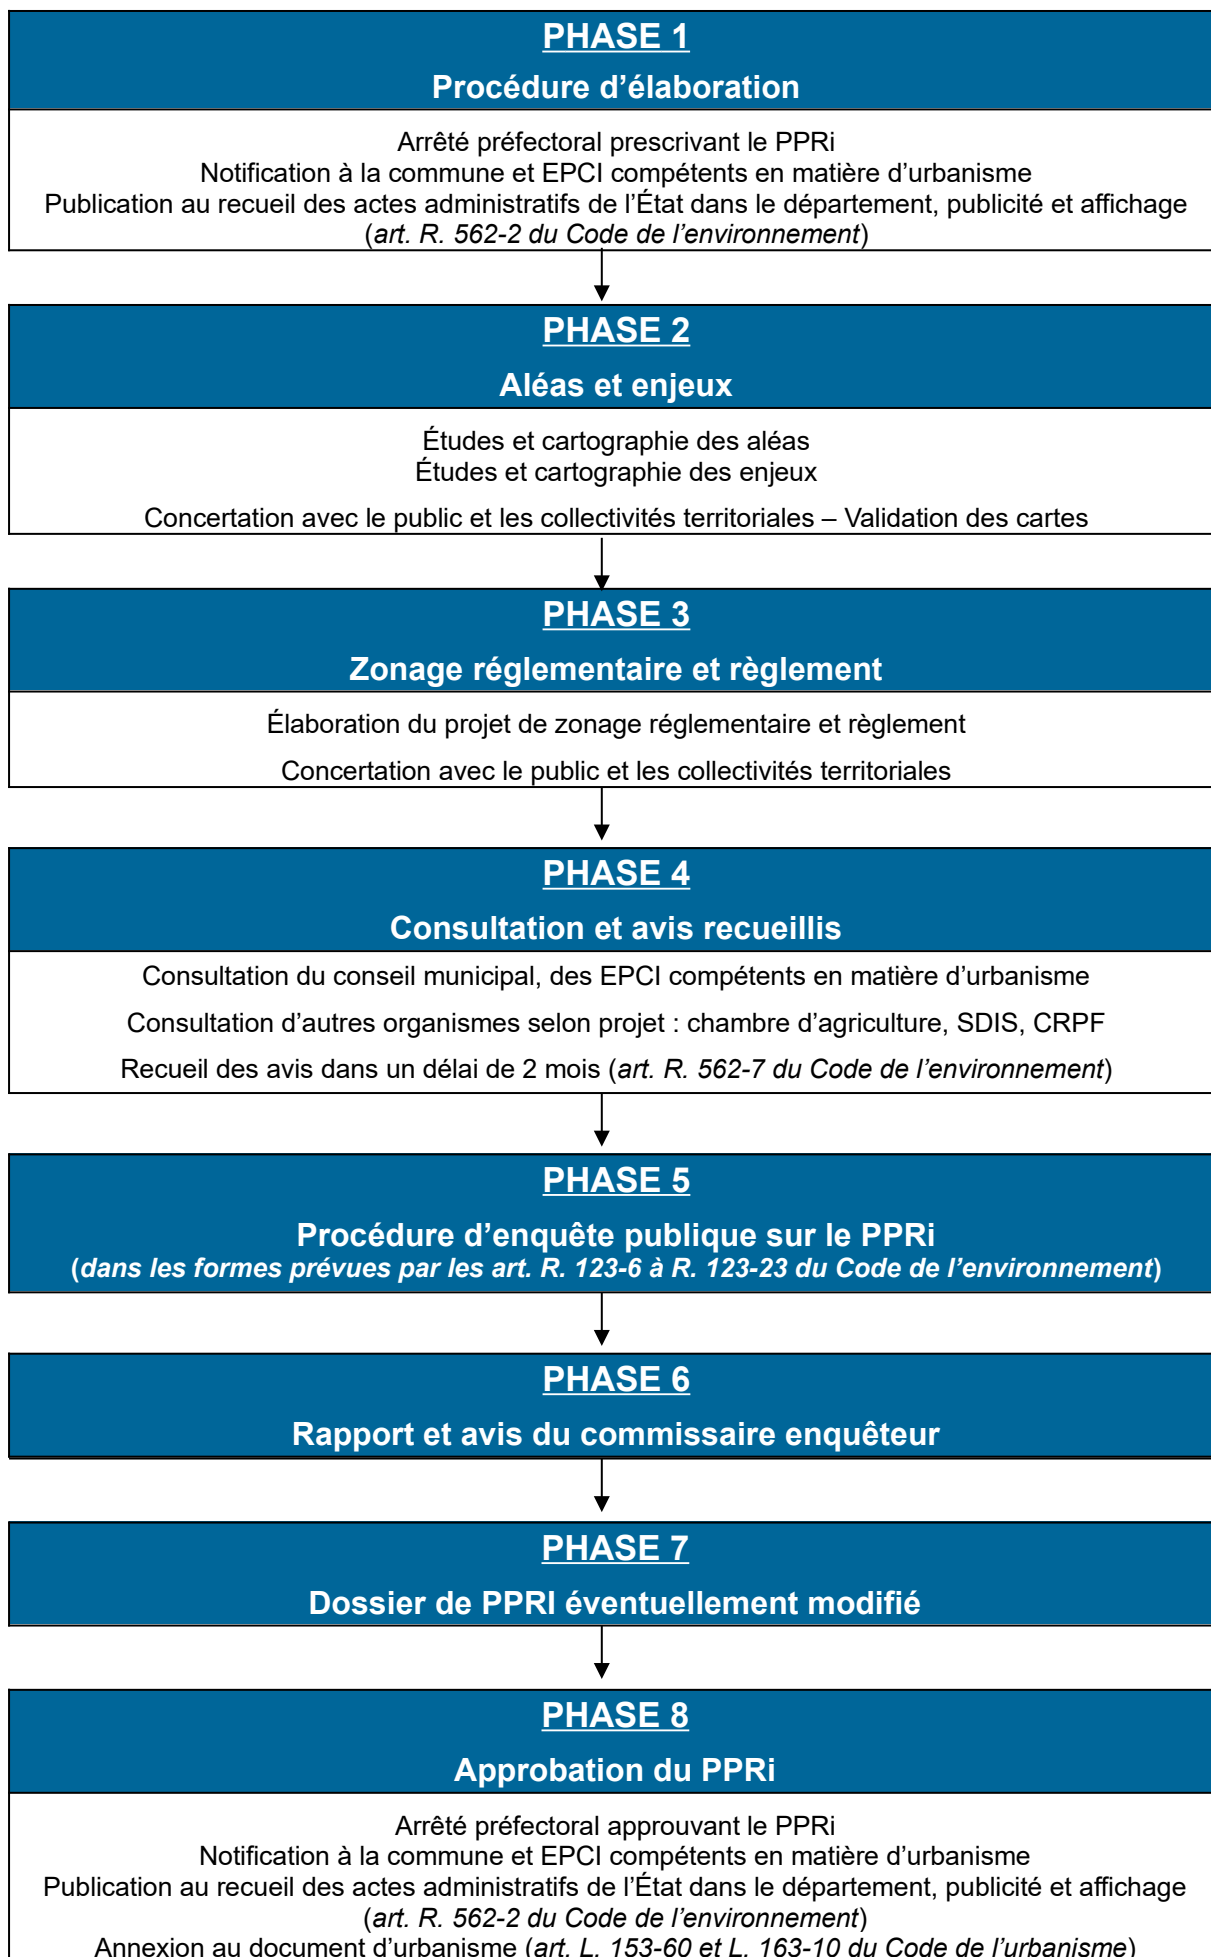 PHASE 1
Procédure d’élaboration
Arrêté préfectoral prescrivant le PPRi
Notification à la commune et EPCI compétents en matière d’urbanisme
Publication au recueil des actes administratifs de l’État dans le département, publicité et affichage
(art. R. 562-2 du Code de l’environnement)
PHASE 2
Aléas et enjeux
Études et cartographie des aléas
Études et cartographie des enjeux
Concertation avec le public et les collectivités territoriales – Validation des cartes
PHASE 3
Zonage réglementaire et règlement
Élaboration du projet de zonage réglementaire et règlement
Concertation avec le public et les collectivités territoriales
PHASE 4
Consultation et avis recueillis
Consultation du conseil municipal, des EPCI compétents en matière d’urbanisme
Consultation d’autres organismes selon projet : chambre d’agriculture, SDIS, CRPF
Recueil des avis dans un délai de 2 mois (art. R. 562-7 du Code de l’environnement)
PHASE 5
Procédure d’enquête publique sur le PPRi
(dans les formes prévues par les art. R. 123-6 à R. 123-23 du Code de l’environnement)
PHASE 6
Rapport et avis du commissaire enquêteur
PHASE 7
Dossier de PPRI éventuellement modifié
PHASE 8
Approbation du PPRi
Arrêté préfectoral approuvant le PPRi
Notification à la commune et EPCI compétents en matière d’urbanisme
Publication au recueil des actes administratifs de l’État dans le département, publicité et affichage
(art. R. 562-2 du Code de l’environnement)
Annexion au document d’urbanisme (art. L. 153-60 et L. 163-10 du Code de l’urbanisme)